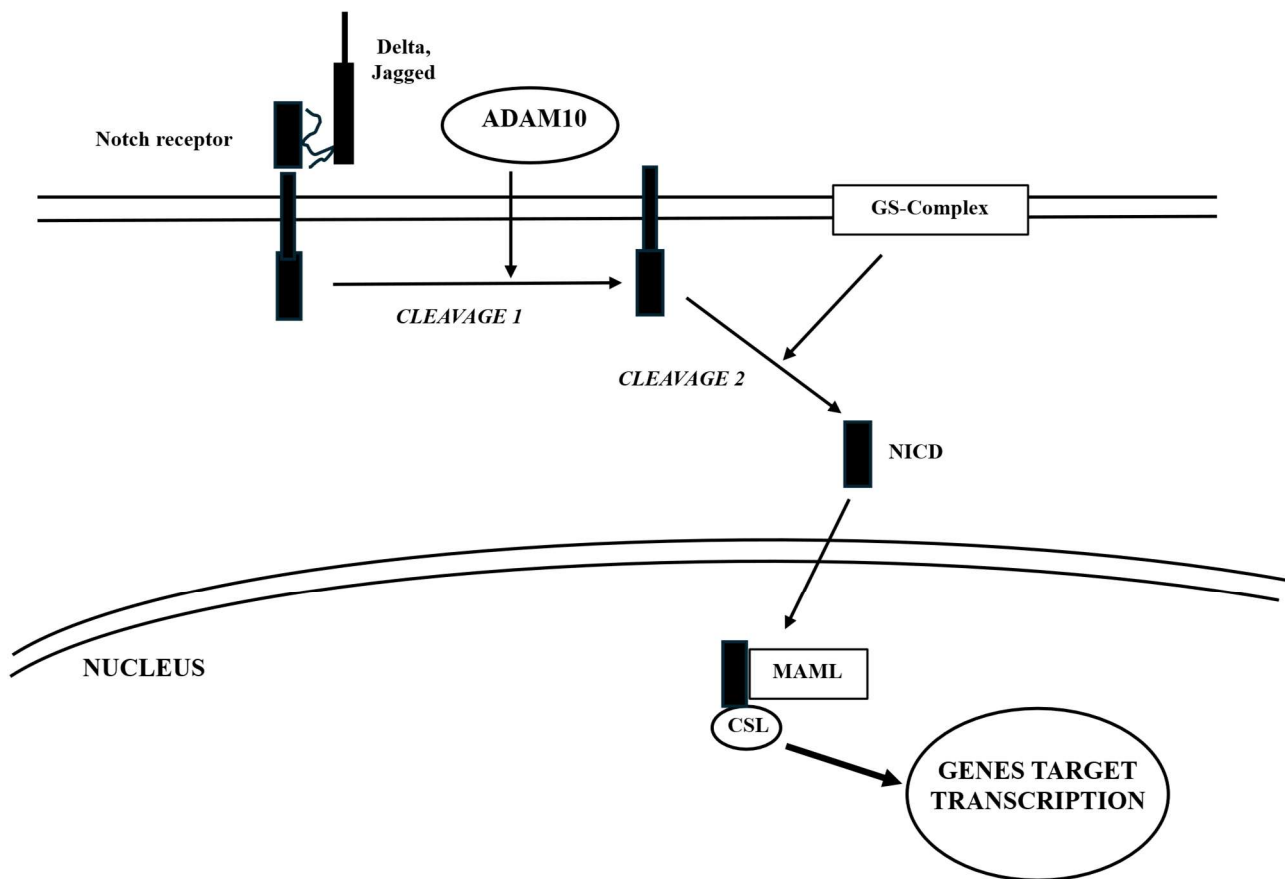 Delta,
Jagged
ADAM10
Notch receptor
GS-Complex
CLEAVAGE 1
CLEAVAGE 2
NICD
NUCLEUS
MAML
CSL
GENES TARGET
TRANSCRIPTION